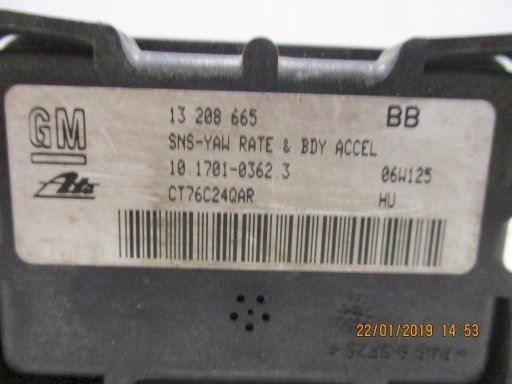 GM
13 208 665 BB
SNS-YAW RATE & BDY ACCEL
Ate
10.1701-0362.3 06W125
CT76C24QAR HU
22/01/2019 14:53